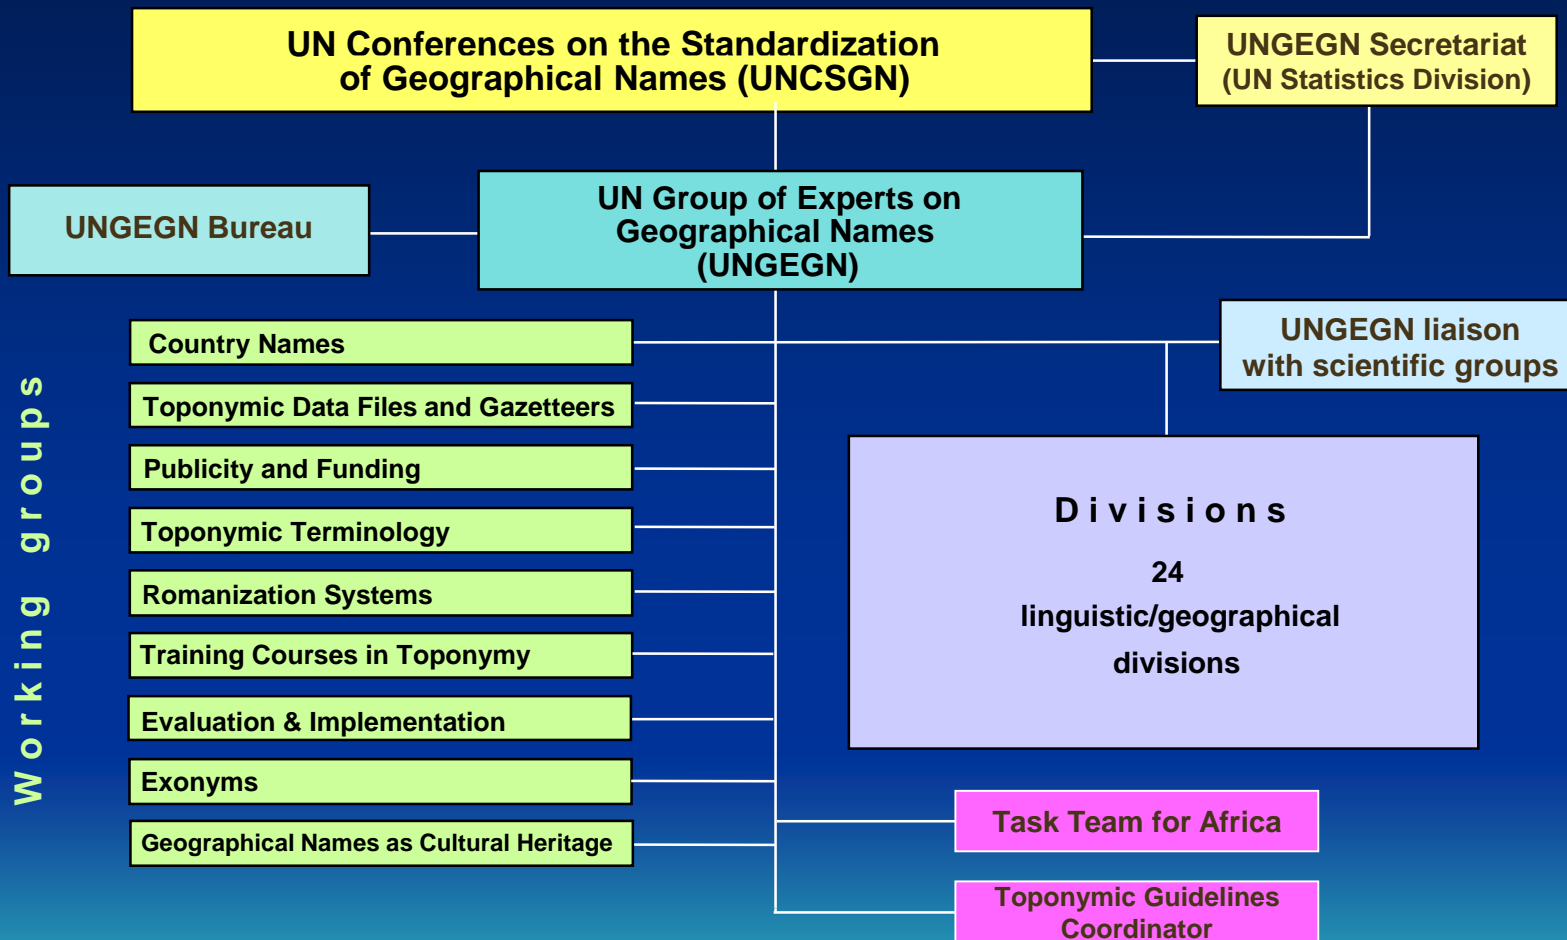 UN Conferences on the Standardization
of Geographical Names (UNCSGN)
UNGEGN Secretariat
(UN Statistics Division)
UNGEGN Bureau
UN Group of Experts on
Geographical Names
(UNGEGN)
UNGEGN liaison
with scientific groups
Working groups
Country Names
Toponymic Data Files and Gazetteers
Publicity and Funding
Toponymic Terminology
Romanization Systems
Training Courses in Toponymy
Evaluation & Implementation
Exonyms
Geographical Names as Cultural Heritage
Divisions
24
linguistic/geographical
divisions
Task Team for Africa
Toponymic Guidelines
Coordinator